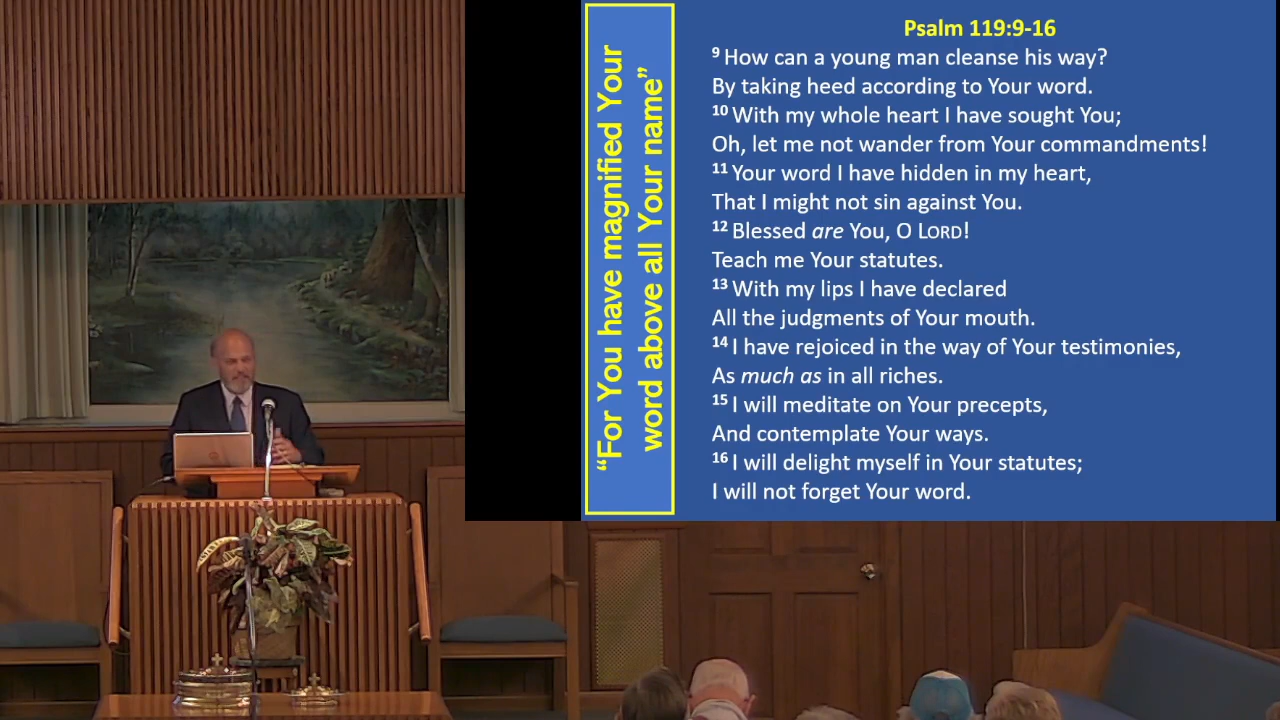 “For You have magnified Your
word above all Your name”
Psalm 119:9-16
⁹ How can a young man cleanse his way?
By taking heed according to Your word.
¹⁰ With my whole heart I have sought You;
Oh, let me not wander from Your commandments!
¹¹ Your word I have hidden in my heart,
That I might not sin against You.
¹² Blessed are You, O LORD!
Teach me Your statutes.
¹³ With my lips I have declared
All the judgments of Your mouth.
¹⁴ I have rejoiced in the way of Your testimonies,
As much as in all riches.
¹⁵ I will meditate on Your precepts,
And contemplate Your ways.
¹⁶ I will delight myself in Your statutes;
I will not forget Your word.